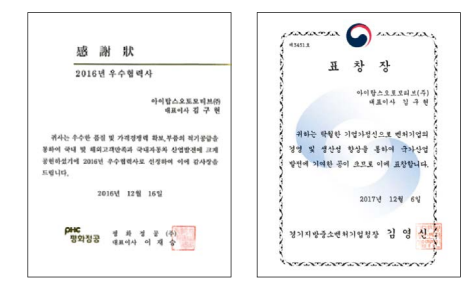 感謝狀
2016년 우수협력사
아이탑스오토모티브(주)
대표이사 김구현
귀사는 우수한 품질 및 가격경쟁력 확보, 부품의 적기공급을
통하여 국내 및 해외고객만족과 국내자동차 산업발전에 크게
공헌하셨기에 2016년 우수협력사로 선정하여 이에 감사장을
드립니다.
2016년 12월 16일
PHC
평화정공
평화정공(주)
대표이사 이재승
제3431호
표창장
아이탑스오토모티브(주)
대표이사 김구현
귀하는 탁월한 기업가정신으로 벤처기업의
경영 및 생산성 향상을 통하여 국가산업
발전에 기여한 공이 크므로 이에 표창합니다.
2017년 12월 6일
경기지방중소벤처기업청장 김영신